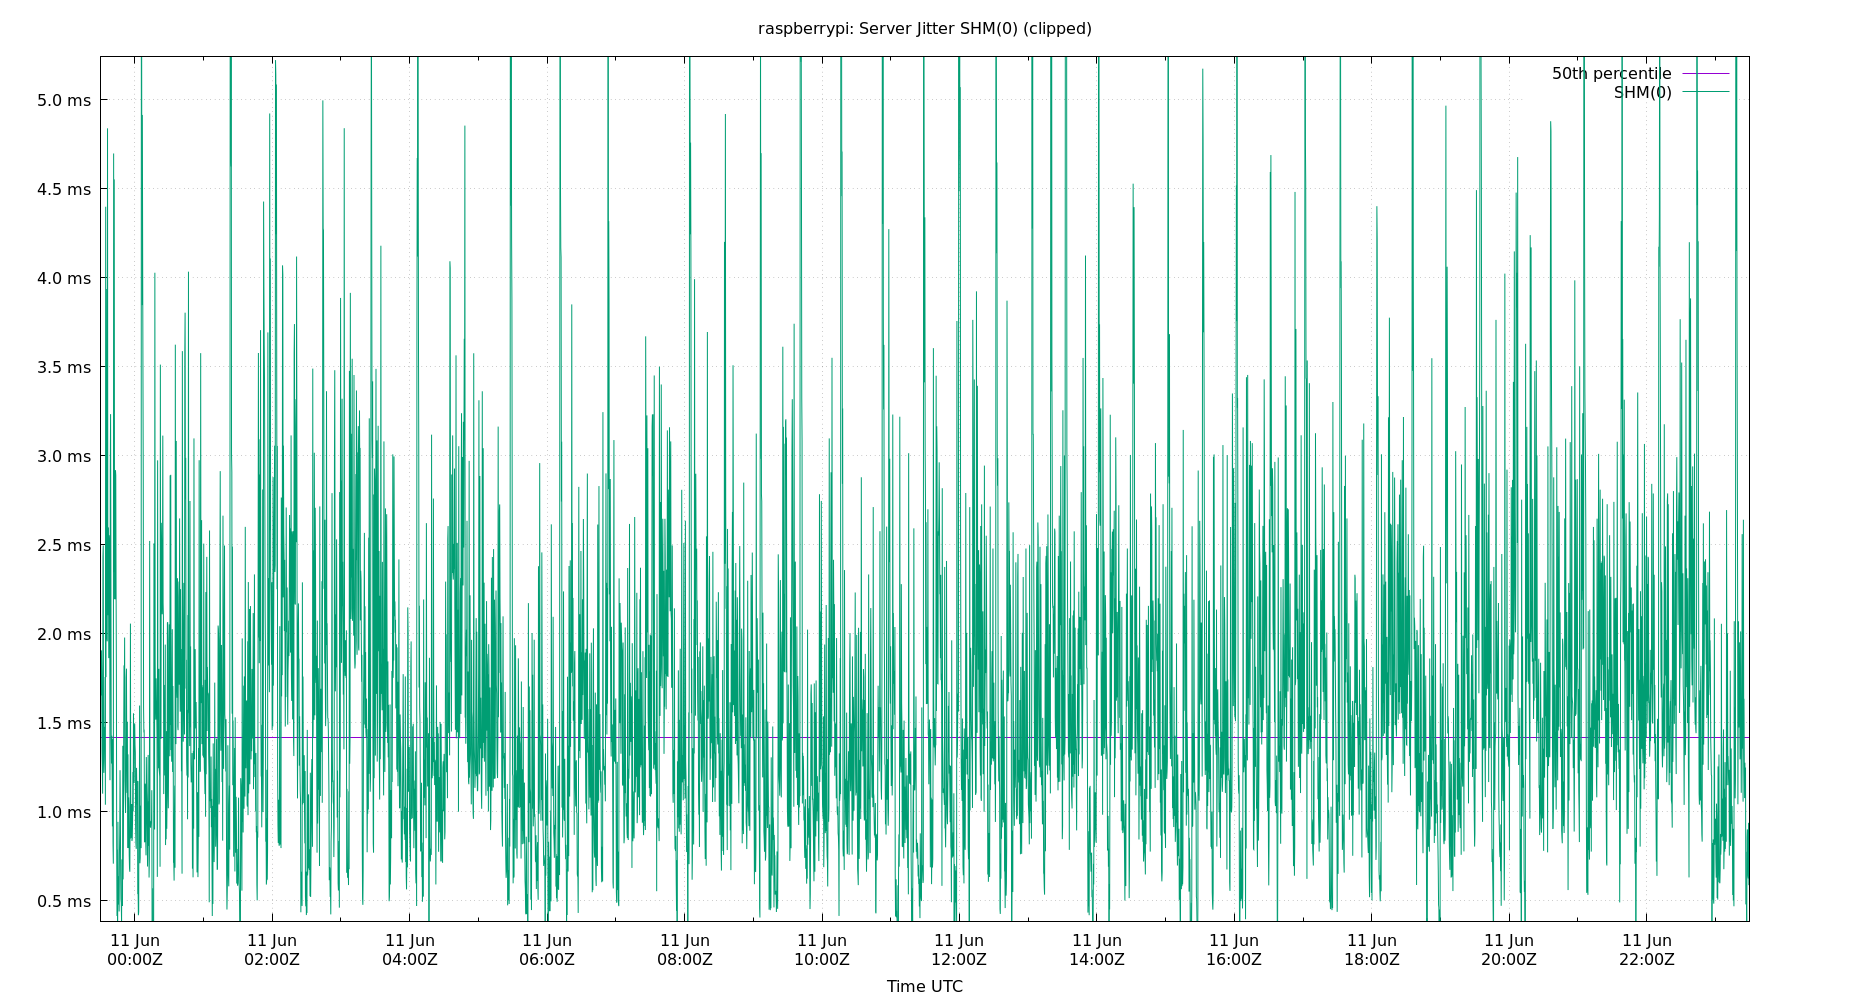 raspberrypi: Server Jitter SHM(0) (clipped)
50th percentile
SHM(0)
5.0 ms
4.5 ms
4.0 ms
3.5 ms
3.0 ms
2.5 ms
2.0 ms
1.5 ms
1.0 ms
0.5 ms
11 Jun 11 Jun 11 Jun 11 Jun 11 Jun 11 Jun 11 Jun 11 Jun 11 Jun 11 Jun 11 Jun 11 Jun
00:00Z 02:00Z 04:00Z 06:00Z 08:00Z 10:00Z 12:00Z 14:00Z 16:00Z 18:00Z 20:00Z 22:00Z
Time UTC